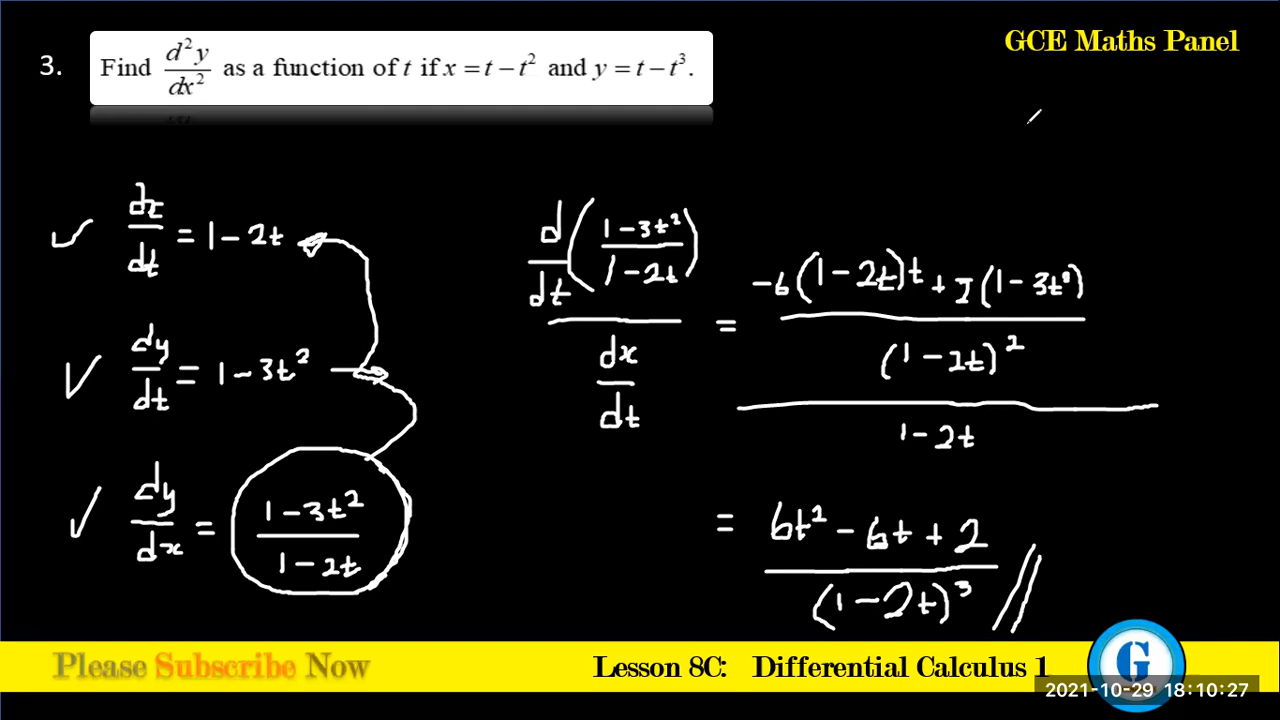 GCE Maths Panel
3. Find d²y/dx² as a function of t if x = t − t² and y = t − t³.
dx/dt = 1 − 2t
dy/dt = 1 − 3t²
dy/dx = (1 − 3t²)/(1 − 2t)
d/dt((1 − 3t²)/(1 − 2t)) / (dx/dt) = ((−6(1 − 2t)t + 2(1 − 3t²))/(1 − 2t)²)/(1 − 2t)
= (6t² − 6t + 2)/(1 − 2t)³ //
Please Subscribe Now
Lesson 8C: Differential Calculus 1
G
2021-10-29 18:10:27